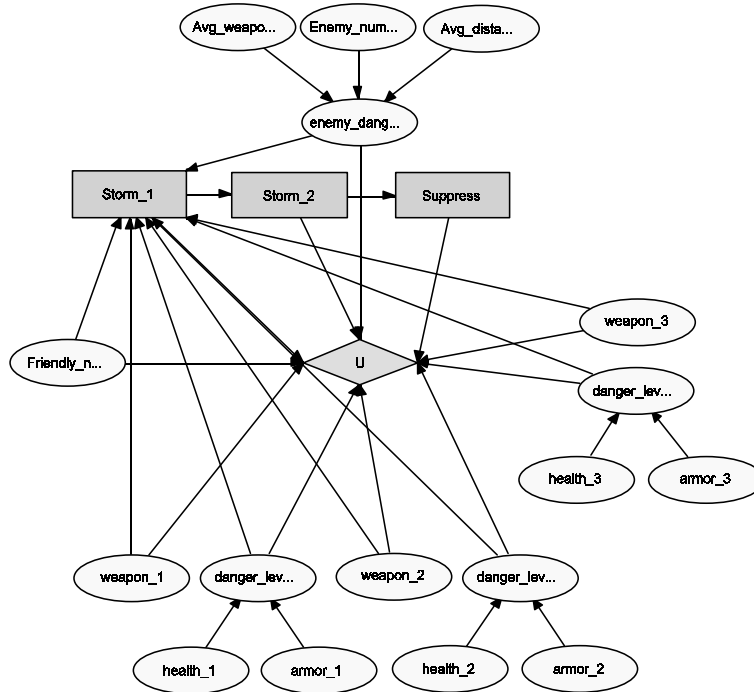 Avg_weapo...
Enemy_num...
Avg_dista...
enemy_dang...
Storm_1
Storm_2
Suppress
weapon_3
Friendly_n...
U
danger_lev...
health_3
armor_3
weapon_1
danger_lev...
weapon_2
danger_lev...
health_1
armor_1
health_2
armor_2